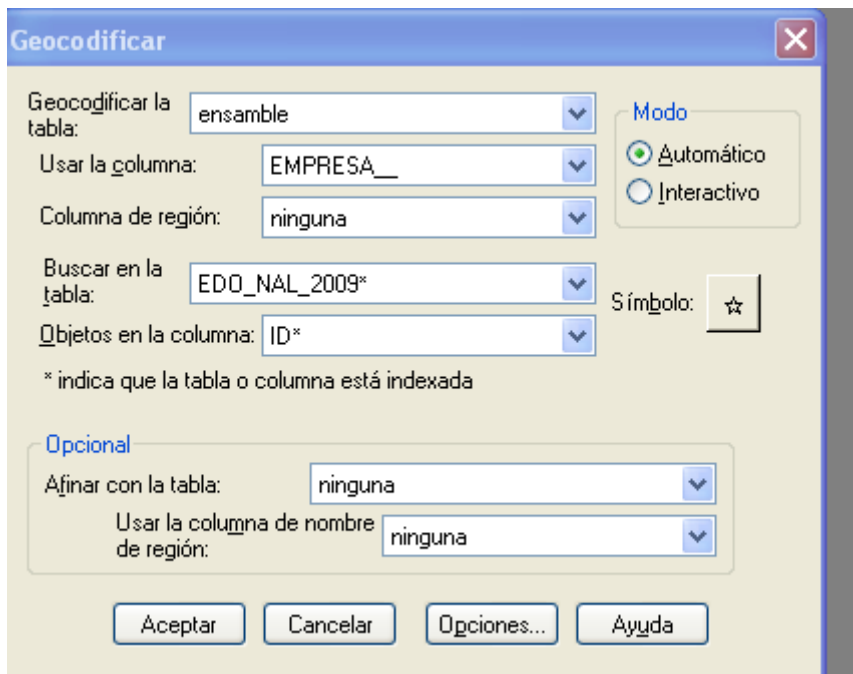 Geocodificar
Geocodificar la
tabla:
ensamble
Modo
Automático
Usar la columna:
EMPRESA__
Interactivo
Columna de región:
ninguna
Buscar en la
tabla:
EDO_NAL_2009*
Símbolo:
Objetos en la columna:
ID*
* indica que la tabla o columna está indexada
Opcional
Afinar con la tabla:
ninguna
Usar la columna de nombre
de región:
ninguna
Aceptar
Cancelar
Opciones...
Ayuda